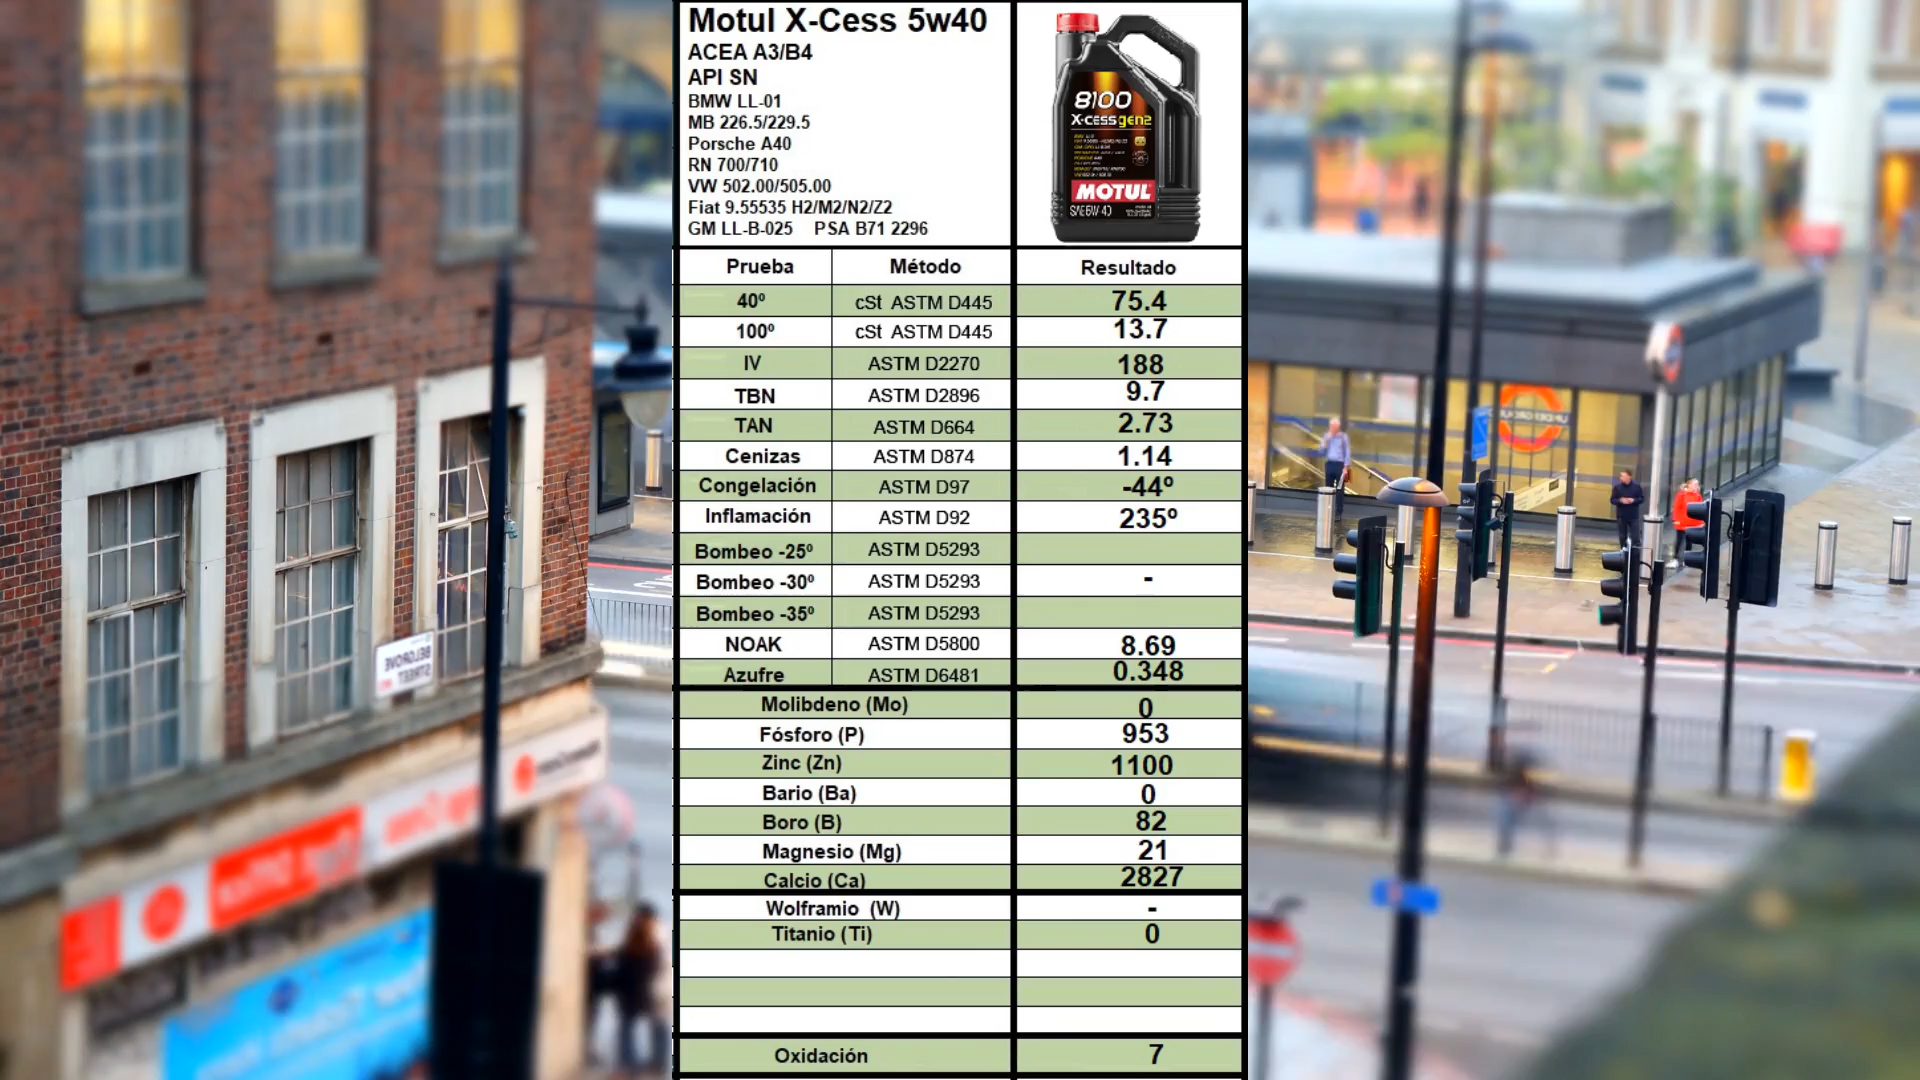 Motul X-Cess 5w40
ACEA A3/B4
API SN
BMW LL-01
MB 226.5/229.5
Porsche A40
RN 700/710
VW 502.00/505.00
Fiat 9.55535 H2/M2/N2/Z2
GM LL-B-025 PSA B71 2296
8100
X-cess gen2
MOTUL
SAE 5W-40
Prueba Método Resultado
40º cSt ASTM D445 75.4
100º cSt ASTM D445 13.7
IV ASTM D2270 188
TBN ASTM D2896 9.7
TAN ASTM D664 2.73
Cenizas ASTM D874 1.14
Congelación ASTM D97 -44º
Inflamación ASTM D92 235º
Bombeo -25º ASTM D5293
Bombeo -30º ASTM D5293 -
Bombeo -35º ASTM D5293
NOAK ASTM D5800 8.69
Azufre ASTM D6481 0.348
Molibdeno (Mo) 0
Fósforo (P) 953
Zinc (Zn) 1100
Bario (Ba) 0
Boro (B) 82
Magnesio (Mg) 21
Calcio (Ca) 2827
Wolframio (W) -
Titanio (Ti) 0
Oxidación 7
BELGROVE
STREET
UNDERGROUND